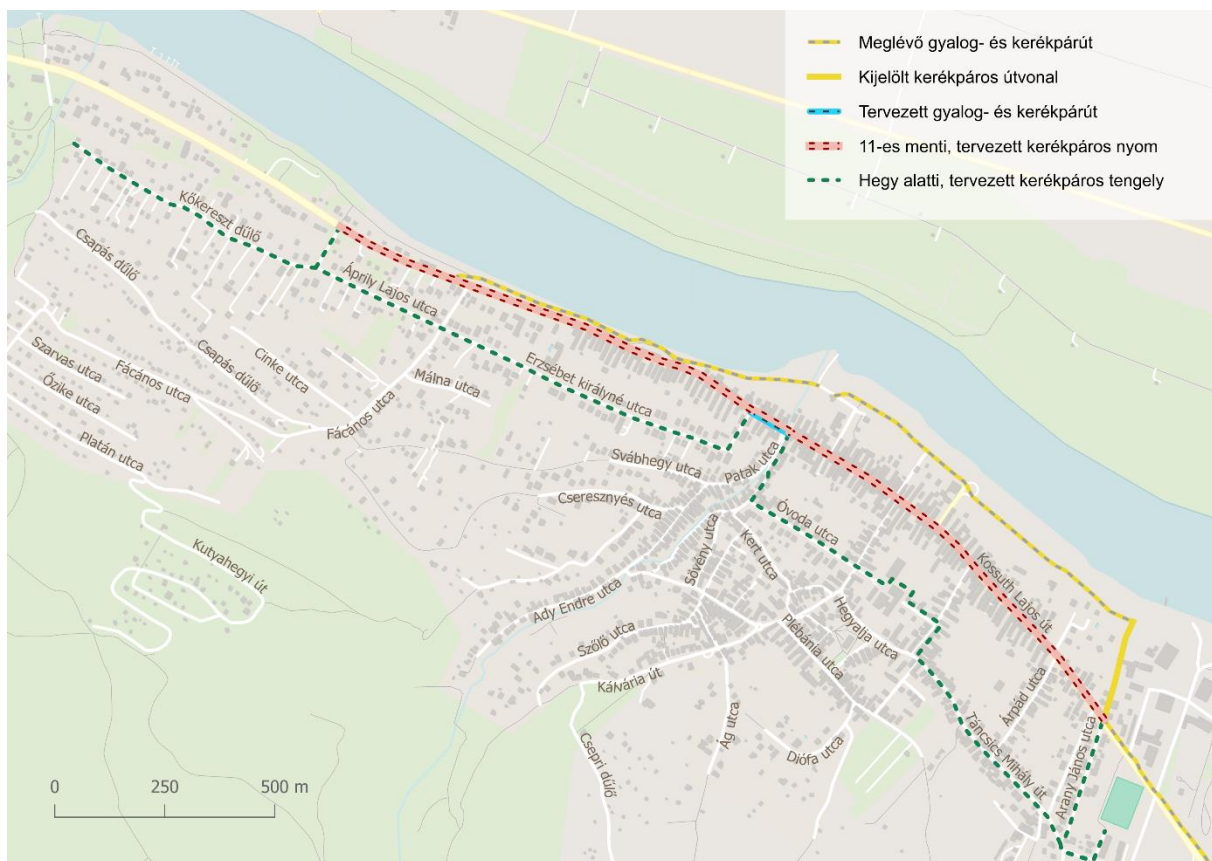 Meglévő gyalog- és kerékpárút
Kijelölt kerékpáros útvonal
Tervezett gyalog- és kerékpárút
11-es menti, tervezett kerékpáros nyom
Hegy alatti, tervezett kerékpáros tengely
Kőkereszt dűlő
Csapás dűlő
Áprily Lajos utca
Szarvas utca
Fácános utca
Csapás dűlő
Cinke utca
Málna utca
Erzsébet királyné utca
Őzike utca
Fácános utca
Platán utca
Svábhegy utca
Patak utca
Cseresznyés utca
Óvoda utca
Kutyahegyi út
Sövény utca
Kert utca
Kossuth Lajos út
Ady Endre utca
Hegyalja utca
Szőlő utca
Plébánia utca
Kálvária út
Árpád utca
Ág utca
Táncsics Mihály út
Arany János utca
Diófa utca
Csepri dűlő
0 250 500 m